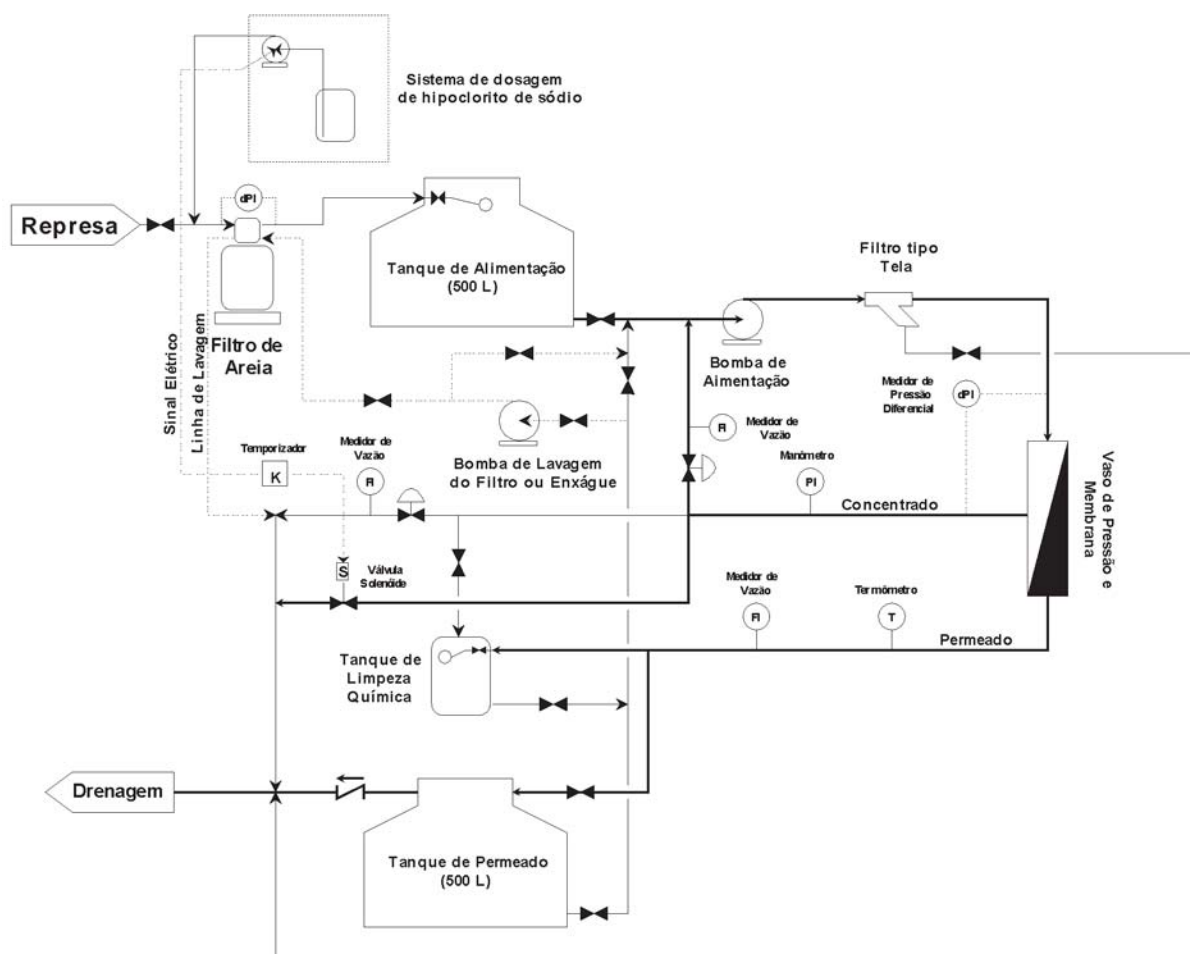 Sistema de dosagem
de hipoclorito de sódio
dPI
Represa
Tanque de Alimentação
(500 L)
Filtro tipo
Tela
Filtro de
Areia
Sinal Elétrico
Linha de Lavagem
Bomba de
Alimentação
Medidor de
Pressão
Diferencial
dPI
Temporizador
K
Medidor de
Vazão
FI
Bomba de Lavagem
do Filtro ou Enxágue
FI
Medidor de
Vazão
Manômetro
PI
Concentrado
Vaso de Pressão e
Membrana
S
Válvula
Solenóide
Medidor de
Vazão
FI
Termômetro
T
Permeado
Tanque de
Limpeza
Química
Drenagem
Tanque de Permeado
(500 L)